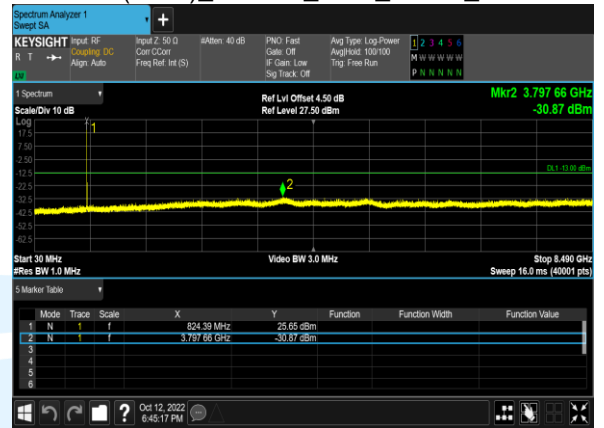 Spectrum Analyzer 1
Swept SA
KEYSIGHT Input: RF Input Z: 50 Ω #Atten: 40 dB PNO: Fast Avg Type: Log-Power 1 2 3 4 5 6
R T Coupling: DC Corr CCorr Gate: Off Avg|Hold: 100/100 M W W W W W
Align: Auto Freq Ref: Int (S) IF Gain: Low Trig: Free Run
LW Sig Track: Off P N N N N N
1 Spectrum Ref Lvl Offset 4.50 dB Mkr2 3.797 66 GHz
Scale/Div 10 dB Ref Level 27.50 dBm -30.87 dBm
Log
1
17.5
7.50
-2.50
DL1 -13.00 dBm
-12.5
-22.5
2
-32.5
-42.5
-52.5
-62.5
Start 30 MHz Video BW 3.0 MHz Stop 8.490 GHz
#Res BW 1.0 MHz Sweep 16.0 ms (40001 pts)
5 Marker Table
Mode Trace Scale X Y Function Function Width Function Value
1 N 1 f 824.39 MHz 25.65 dBm
2 N 1 f 3.797 66 GHz -30.87 dBm
3
4
5
6
? Oct 12, 2022
6:45:17 PM